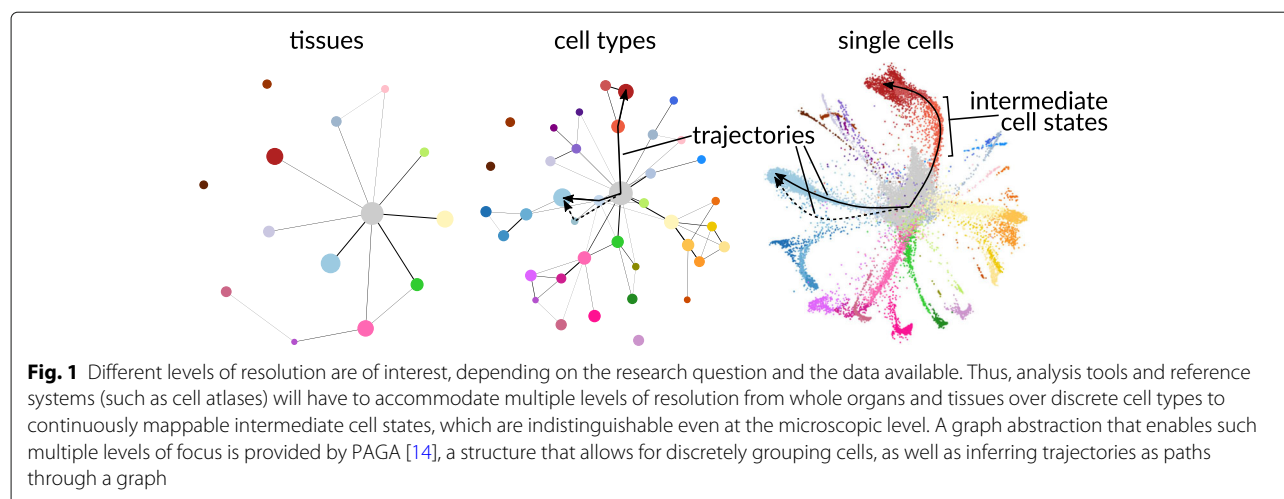 tissues
cell types
single cells
trajectories
intermediate
cell states
Fig. 1 Different levels of resolution are of interest, depending on the research question and the data available. Thus, analysis tools and reference
systems (such as cell atlases) will have to accommodate multiple levels of resolution from whole organs and tissues over discrete cell types to
continuously mappable intermediate cell states, which are indistinguishable even at the microscopic level. A graph abstraction that enables such
multiple levels of focus is provided by PAGA [14], a structure that allows for discretely grouping cells, as well as inferring trajectories as paths
through a graph